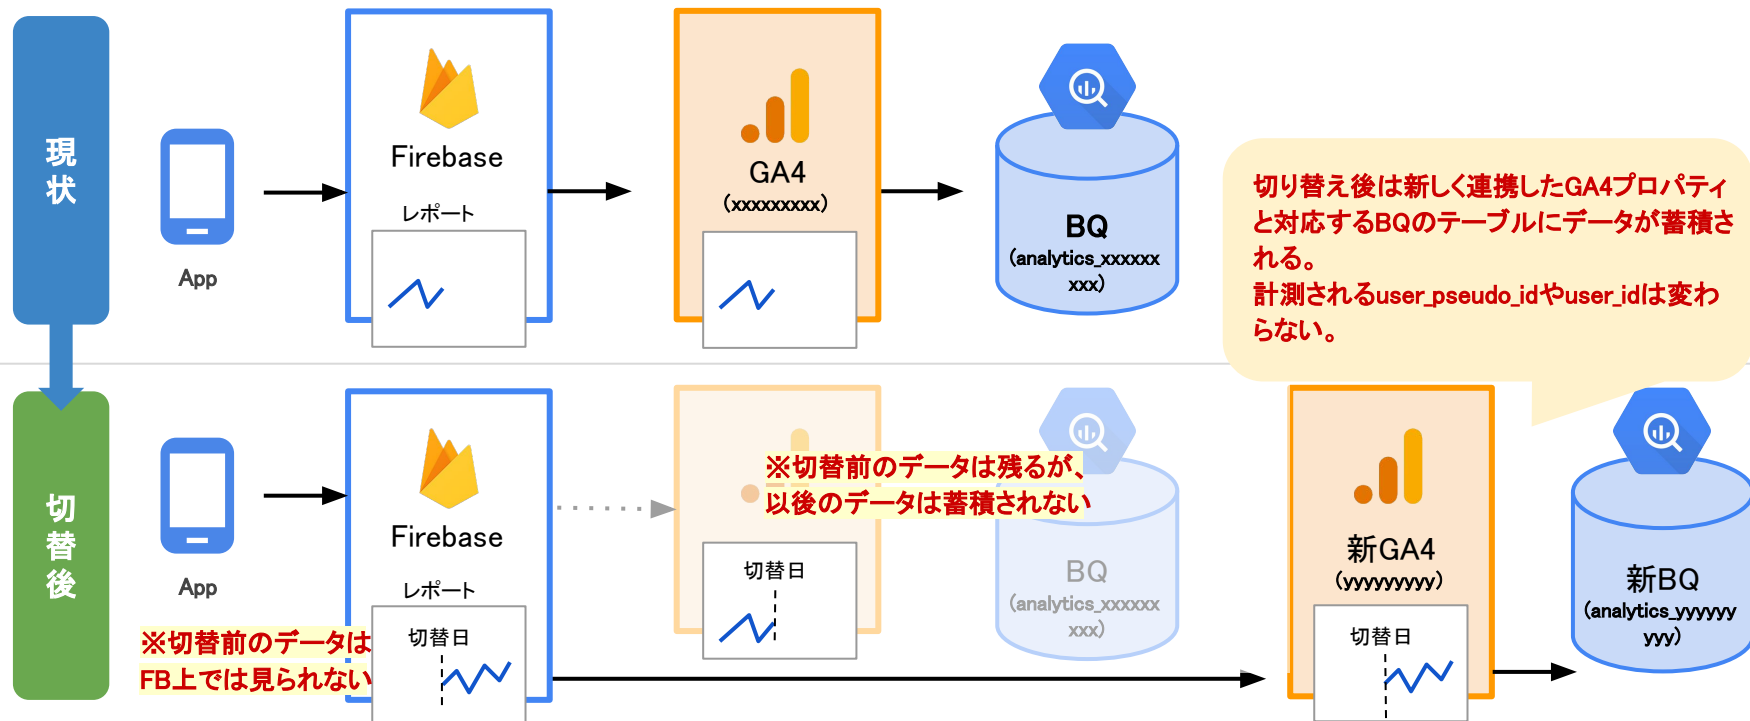 現
状
App
Firebase
レポート
GA4
(xxxxxxxxx)
BQ
(analytics_xxxxxx
xxx)
切り替え後は新しく連携したGA4プロパティ
と対応するBQのテーブルにデータが蓄積さ
れる。
計測されるuser_pseudo_idやuser_idは変わ
らない。
切
替
後
App
※切替前のデータは
FB上では見られない
Firebase
レポート
切替日
※切替前のデータは残るが、
以後のデータは蓄積されない
切替日
BQ
(analytics_xxxxxx
xxx)
新GA4
(yyyyyyyyy)
切替日
新BQ
(analytics_yyyyyy
yyy)